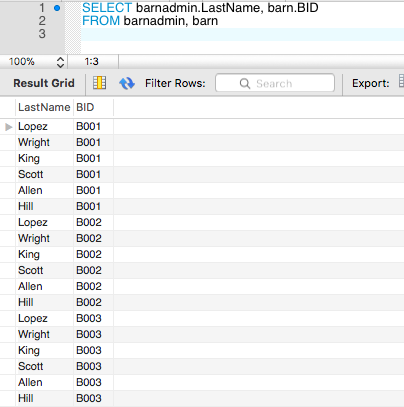 1 SELECT barnadmin.LastName, barn.BID
2 FROM barnadmin, barn
3
100% 1:3
Result Grid Filter Rows: Search Export:
LastName BID
Lopez B001
Wright B001
King B001
Scott B001
Allen B001
Hill B001
Lopez B002
Wright B002
King B002
Scott B002
Allen B002
Hill B002
Lopez B003
Wright B003
King B003
Scott B003
Allen B003
Hill B003